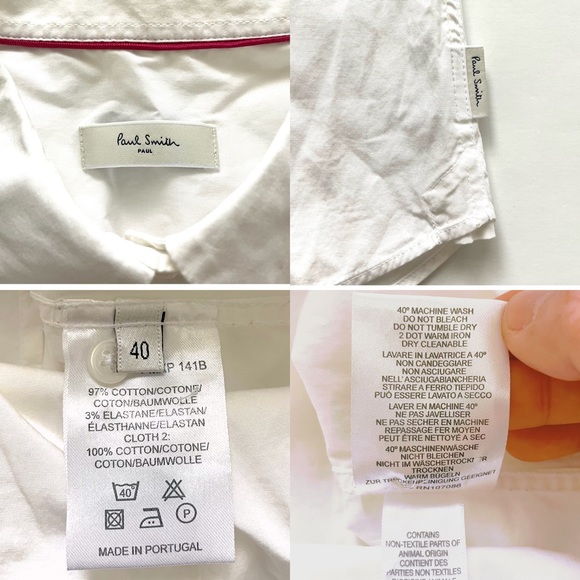 Paul Smith
PAUL
Paul Smith
40
P 141B
97% COTTON/COTONE/
COTON/BAUMWOLLE
3% ELASTANE/ELASTAN/
ÉLASTHANNE/ELASTAN
CLOTH 2:
100% COTTON/COTONE/
COTON/BAUMWOLLE
40°
P
MADE IN PORTUGAL
40° MACHINE WASH
DO NOT BLEACH
DO NOT TUMBLE DRY
2 DOT WARM IRON
DRY CLEANABLE
LAVARE IN LAVATRICE A 40°
NON CANDEGGIARE
NON ASCIUGARE
NELL'ASCIUGABIANCHERIA
STIRARE A FERRO TIEPIDO
PUÒ ESSERE LAVATO A SECCO
LAVER EN MACHINE 40°
NE PAS JAVELLISER
NE PAS SÉCHER EN MACHINE
REPASSAGE FER MOYEN
PEUT ÊTRE NETTOYÉ A SEC
40° MASCHINENWÄSCHE
NICHT BLEICHEN
NICHT IM WÄSCHETROCKNER
TROCKNEN
WARM BÜGELN
ZUR TROCKENREINIGUNG GEEIGNET
RN107086
CONTAINS
NON-TEXTILE PARTS OF
ANIMAL ORIGIN
CONTIENT DES
PARTIES NON TEXTILES